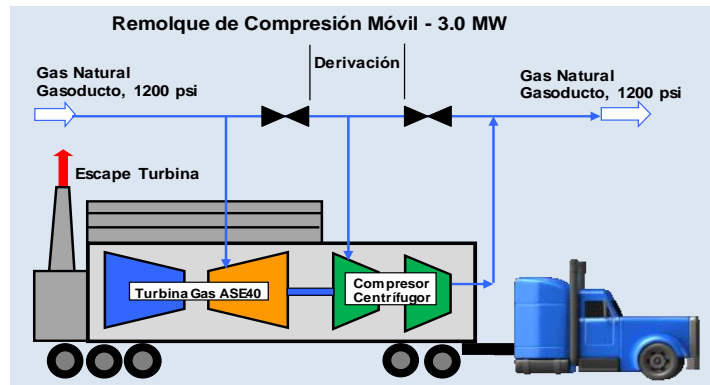 Remolque de Compresión Móvil - 3.0 MW
Derivación
Gas Natural
Gasoducto, 1200 psi
Gas Natural
Gasoducto, 1200 psi
Escape Turbina
Turbina Gas ASE40
Compresor
Centrífugor